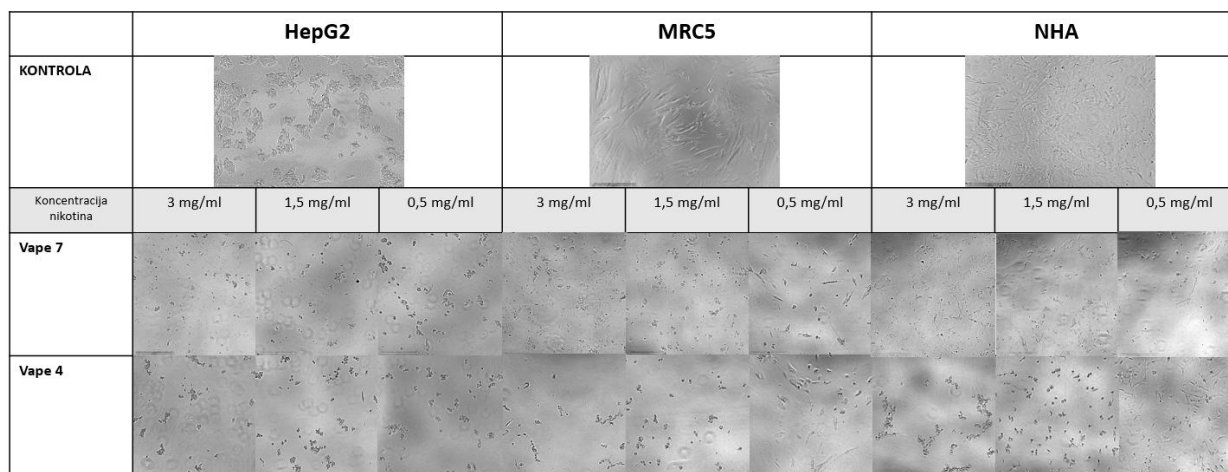 HepG2 MRC5 NHA
KONTROLA
Koncentracija
nikotina
3 mg/ml 1,5 mg/ml 0,5 mg/ml 3 mg/ml 1,5 mg/ml 0,5 mg/ml 3 mg/ml 1,5 mg/ml 0,5 mg/ml
Vape 7
Vape 4